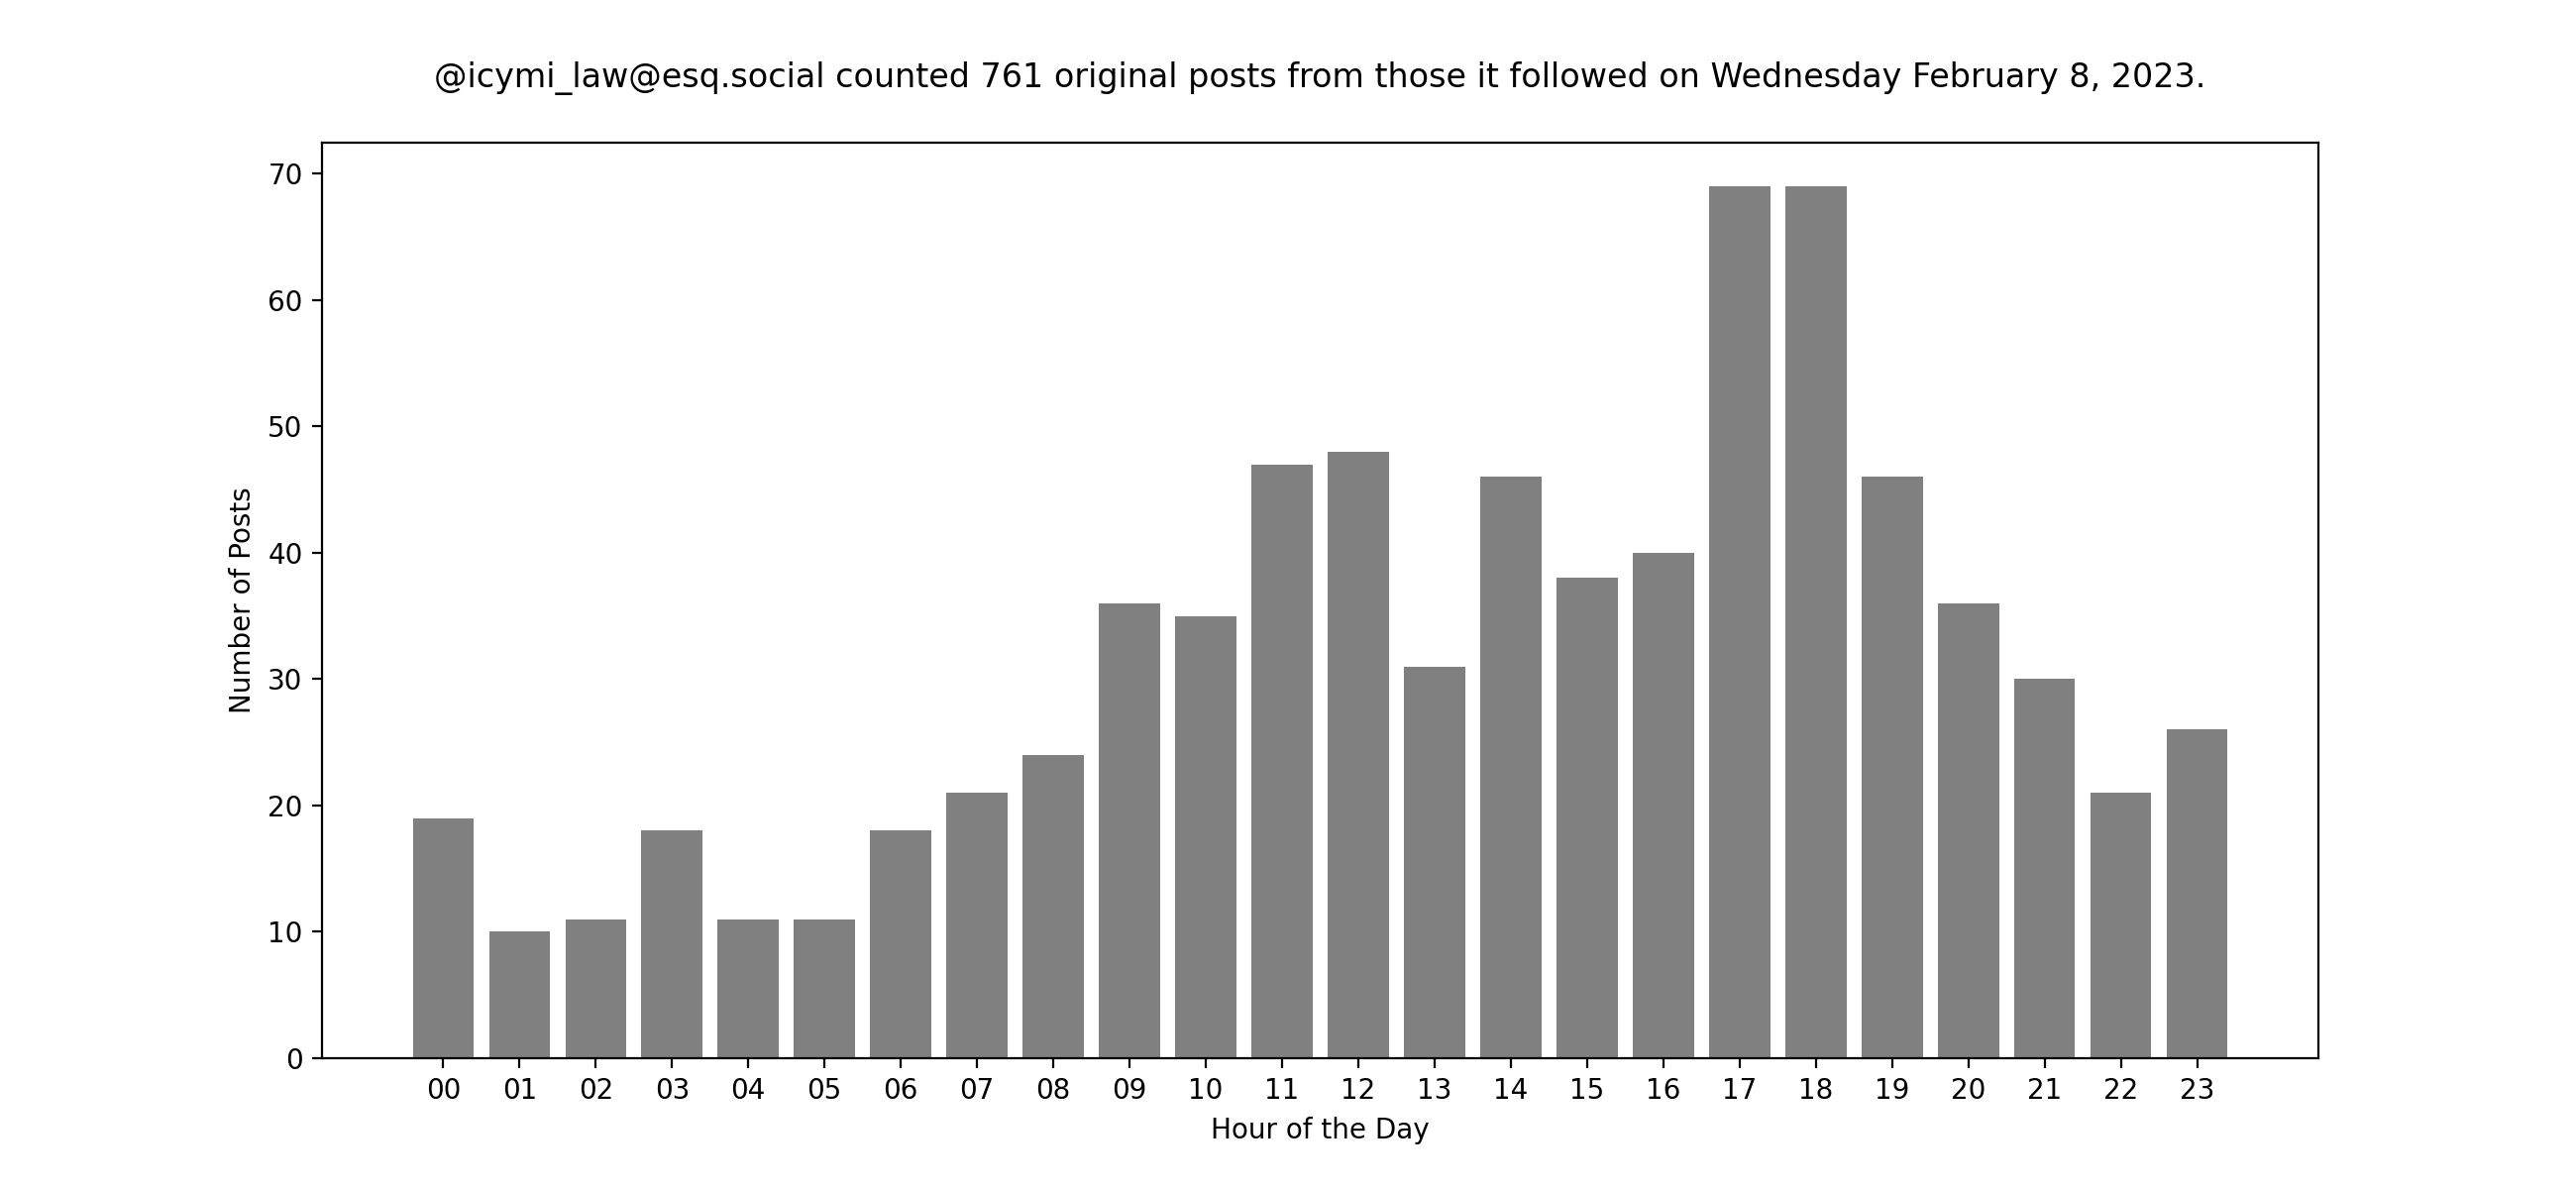 @icymi_law@esq.social counted 761 original posts from those it followed on Wednesday February 8, 2023.
70
60
50
40
30
20
10
0
Number of Posts
00 01 02 03 04 05 06 07 08 09 10 11 12 13 14 15 16 17 18 19 20 21 22 23
Hour of the Day